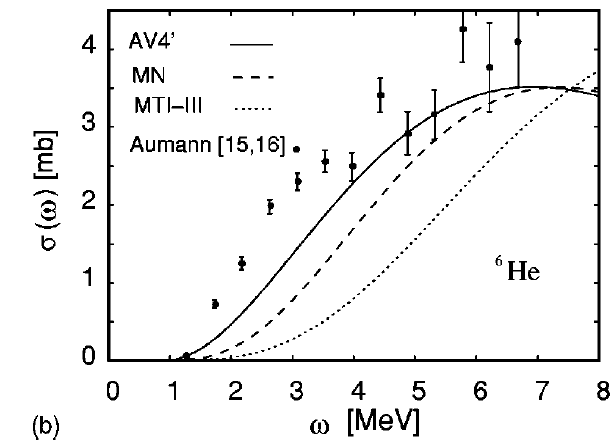 4
AV4'
MN
MTI–III
Aumann [15,16]
3
2
1
0
σ(ω) [mb]
⁶He
0 1 2 3 4 5 6 7 8
(b) ω [MeV]